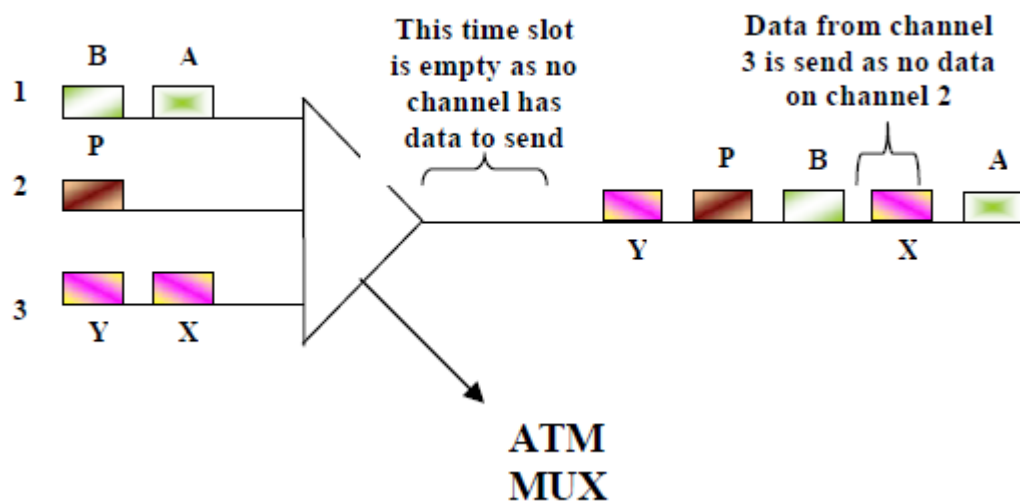 This time slot
is empty as no
channel has
data to send
Data from channel
3 is send as no data
on channel 2
B A
1
P
2
3
Y X
P B A
Y X
ATM
MUX